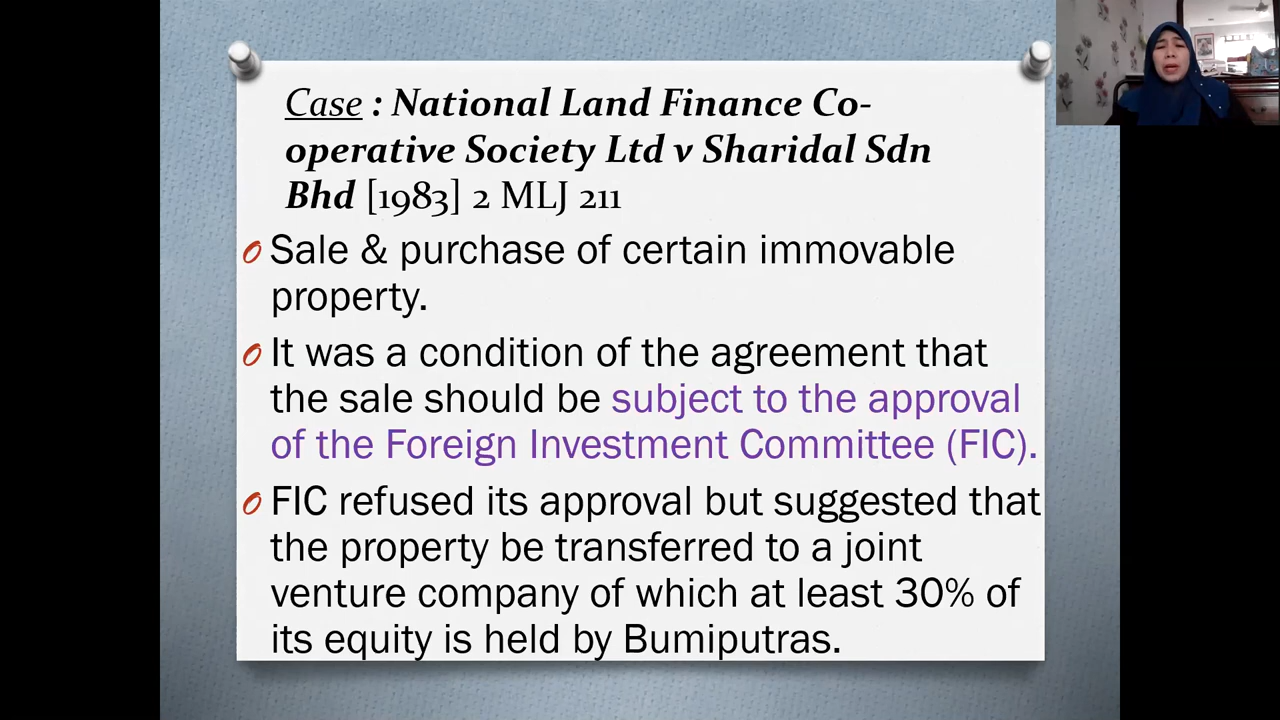 Case : National Land Finance Co-
operative Society Ltd v Sharidal Sdn
Bhd [1983] 2 MLJ 211
Sale & purchase of certain immovable
property.
It was a condition of the agreement that
the sale should be subject to the approval
of the Foreign Investment Committee (FIC).
FIC refused its approval but suggested that
the property be transferred to a joint
venture company of which at least 30% of
its equity is held by Bumiputras.